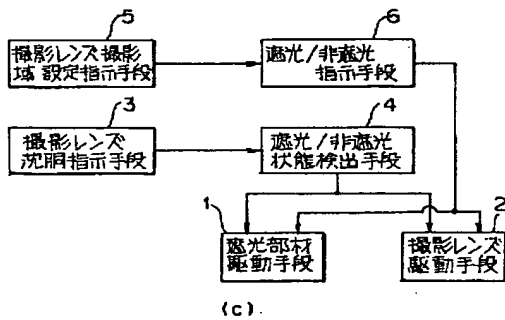 5
撮影レンズ撮影
域設定指示手段
6
遮光/非遮光
指示手段
3
撮影レンズ
沈胴指示手段
4
遮光/非遮光
状態検出手段
1
遮光部材
駆動手段
2
撮影レンズ
駆動手段
(c)